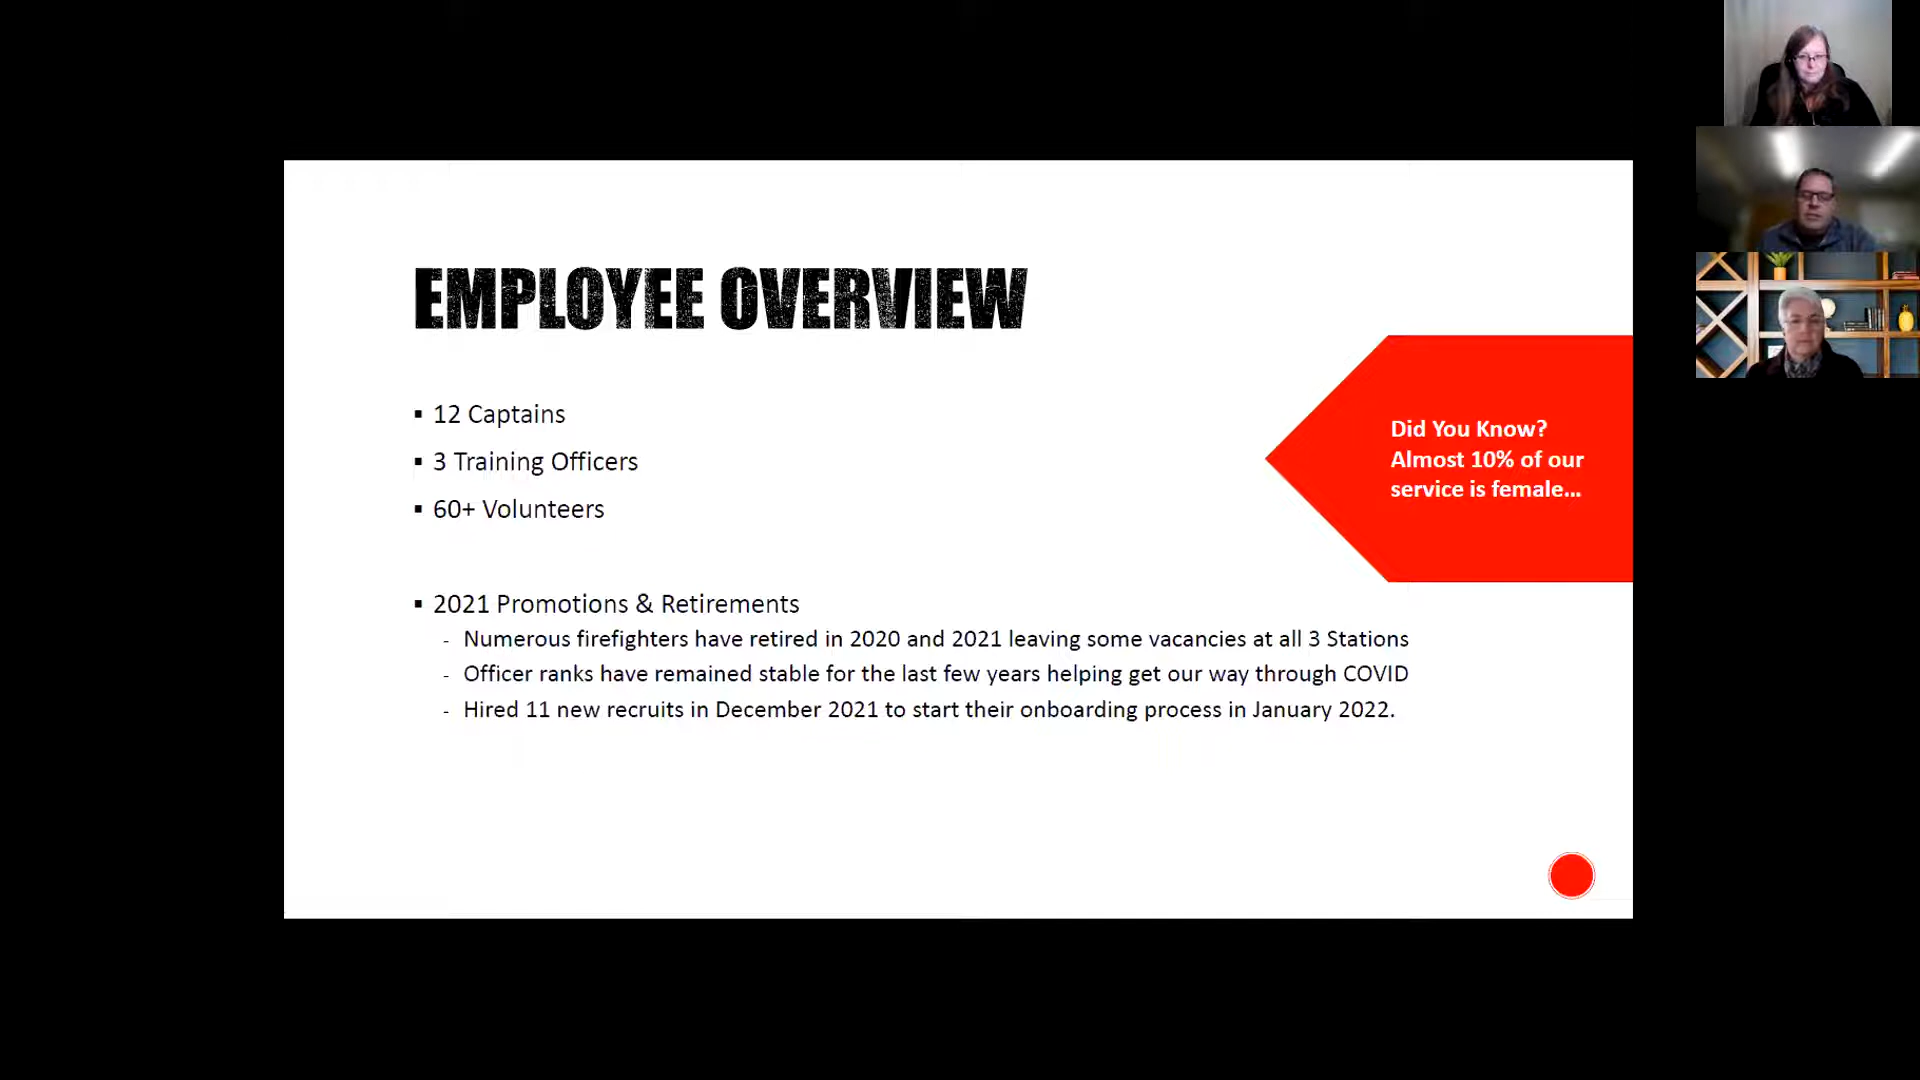 EMPLOYEE OVERVIEW
▪ 12 Captains
▪ 3 Training Officers
▪ 60+ Volunteers
▪ 2021 Promotions & Retirements
- Numerous firefighters have retired in 2020 and 2021 leaving some vacancies at all 3 Stations
- Officer ranks have remained stable for the last few years helping get our way through COVID
- Hired 11 new recruits in December 2021 to start their onboarding process in January 2022.
Did You Know?
Almost 10% of our
service is female...